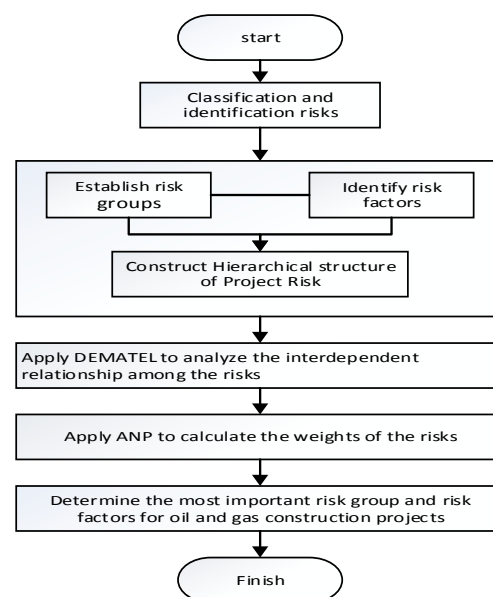 start
Classification and
identification risks
Establish risk
groups
Identify risk
factors
Construct Hierarchical structure
of Project Risk
Apply DEMATEL to analyze the interdependent
relationship among the risks
Apply ANP to calculate the weights of the risks
Determine the most important risk group and risk
factors for oil and gas construction projects
Finish